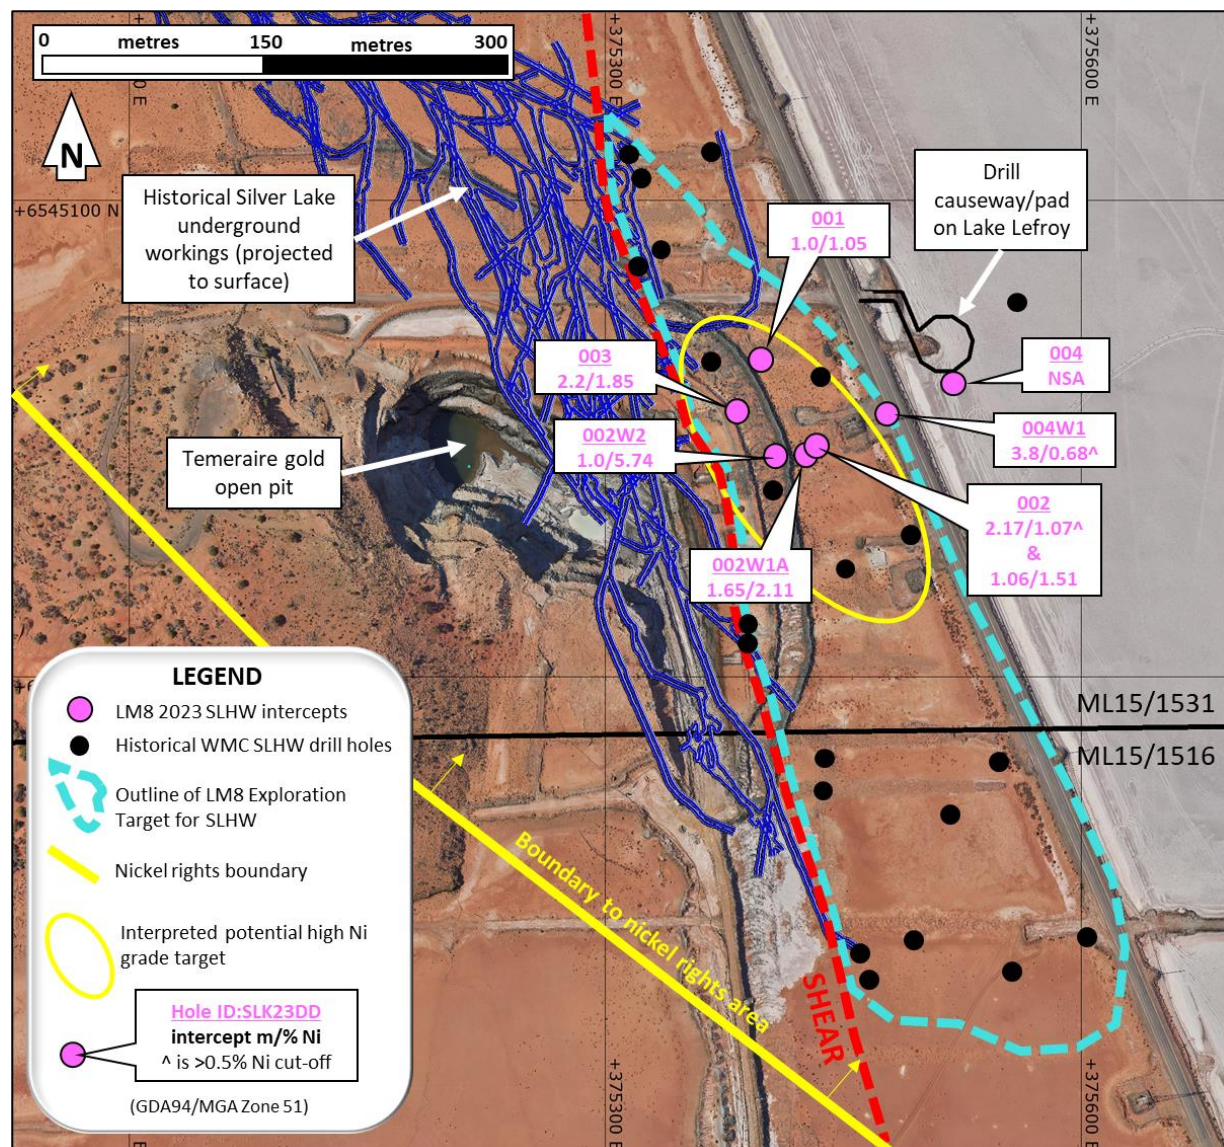 0 metres 150 metres 300
+375300 E
+375600 E
E
N
Historical Silver Lake
underground
workings (projected
to surface)
+6545100 N
001
1.0/1.05
Drill
causeway/pad
on Lake Lefroy
003
2.2/1.85
004
NSA
002W2
1.0/5.74
004W1
3.8/0.68^
Temeraire gold
open pit
002
2.17/1.07^
&
1.06/1.51
002W1A
1.65/2.11
ML15/1531
ML15/1516
LEGEND
LM8 2023 SLHW intercepts
Historical WMC SLHW drill holes
Outline of LM8 Exploration
Target for SLHW
Nickel rights boundary
Interpreted potential high Ni
grade target
Hole ID:SLK23DD
intercept m/% Ni
^ is >0.5% Ni cut-off
(GDA94/MGA Zone 51)
Boundary to nickel rights area
SHEAR
+375300 E
+375600 E